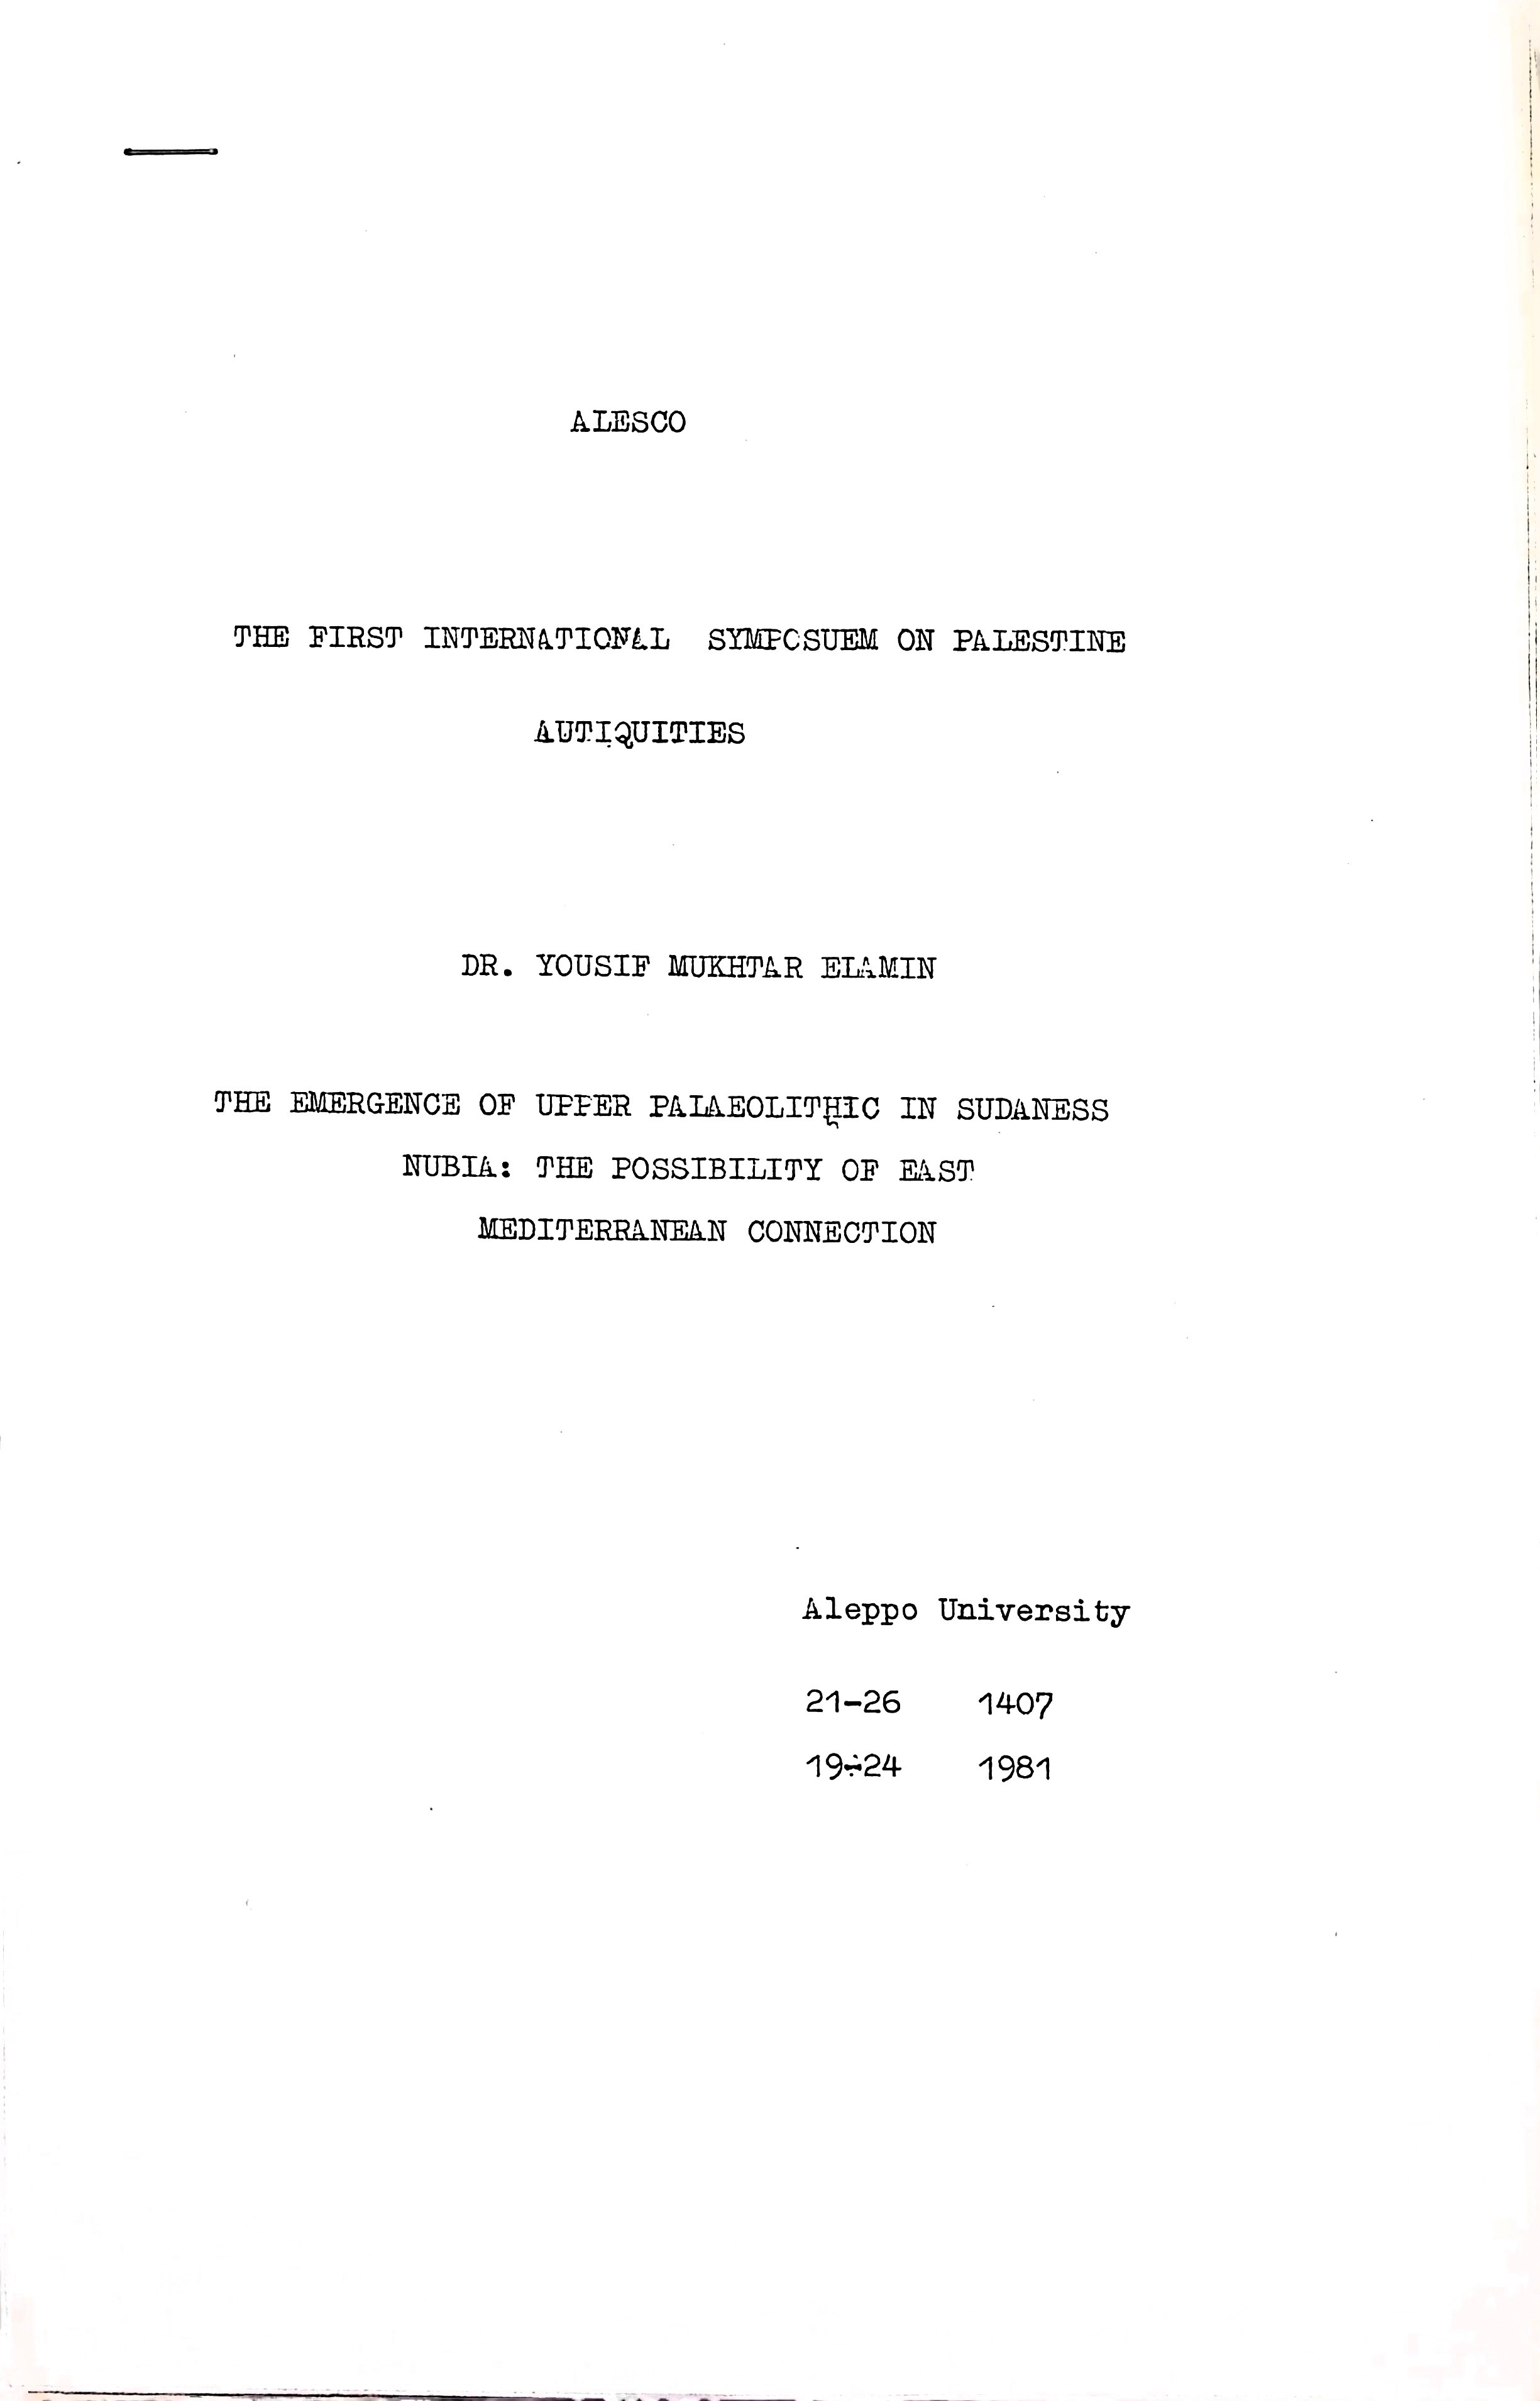 ALESCO
THE FIRST INTERNATIONAL SYMPOSUEM ON PALESTINE
AUTIQUITIES
DR. YOUSIF MUKHTAR ELAMIN
THE EMERGENCE OF UPPER PALAEOLITHIC IN SUDANESS
NUBIA: THE POSSIBILITY OF EAST
MEDITERRANEAN CONNECTION
Aleppo University
21-26 1407
19-24 1981